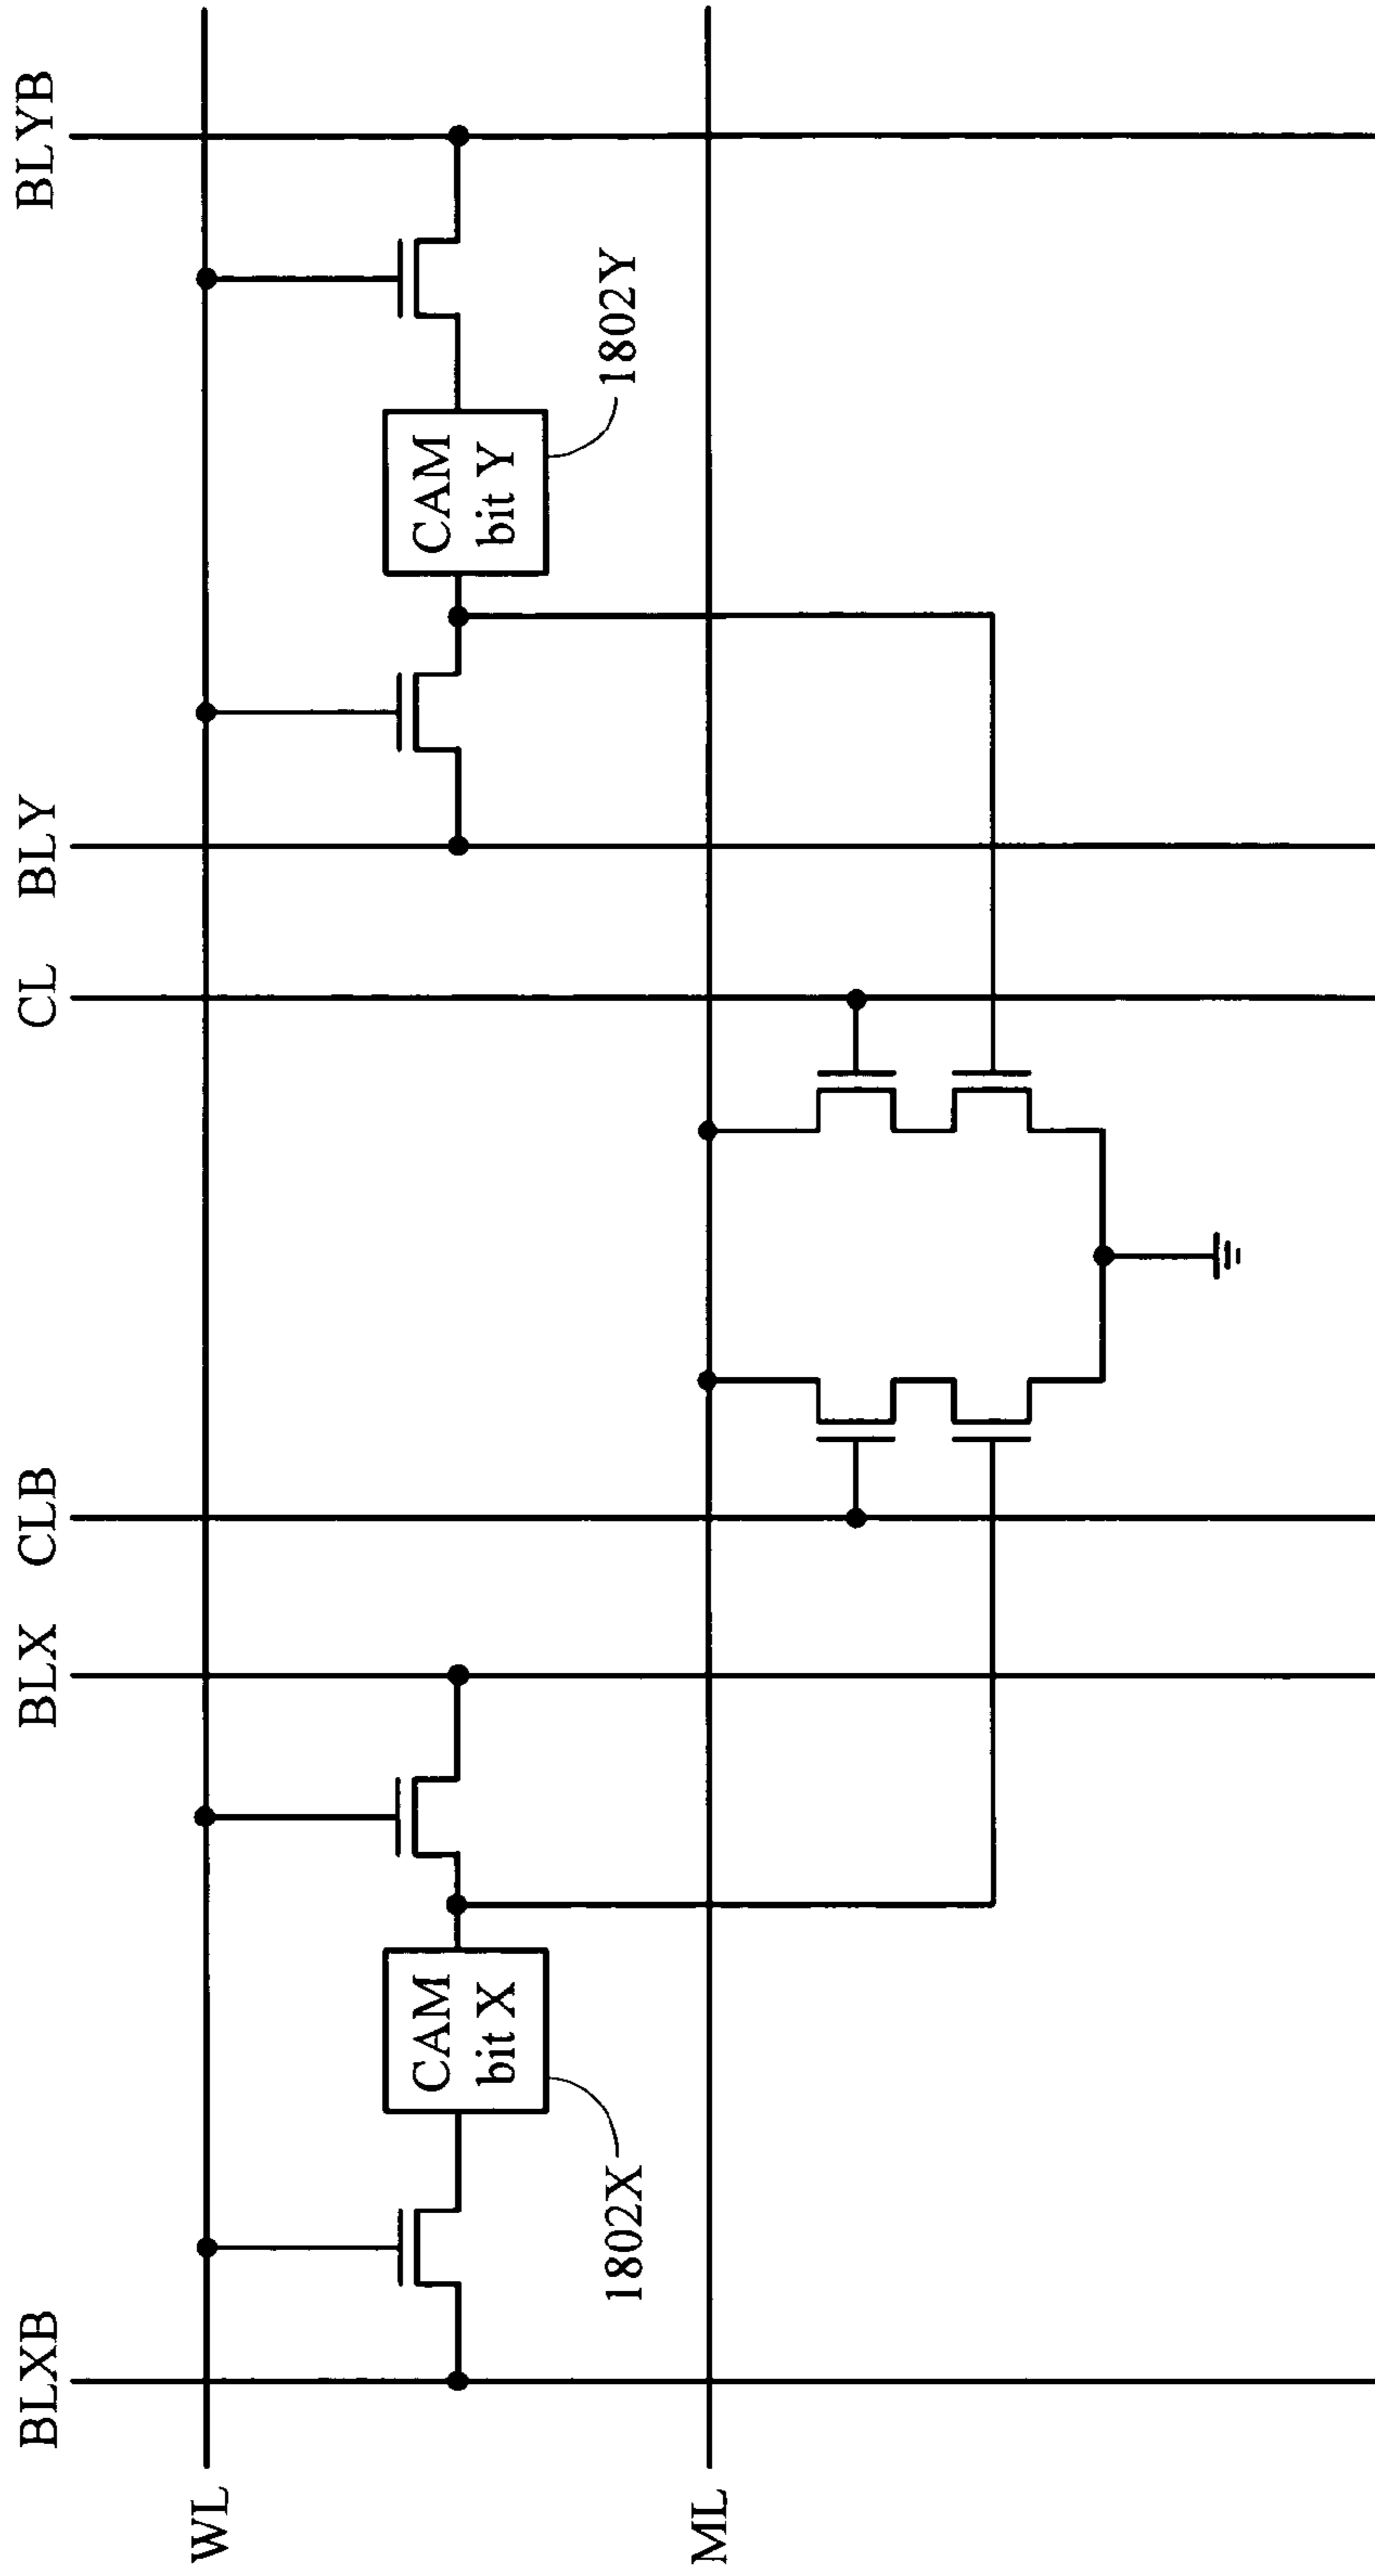 BLXB
BLX
CLB
CL
BLY
BLYB
WL
CAM
bit X
CAM
bit Y
1802X
1802Y
ML